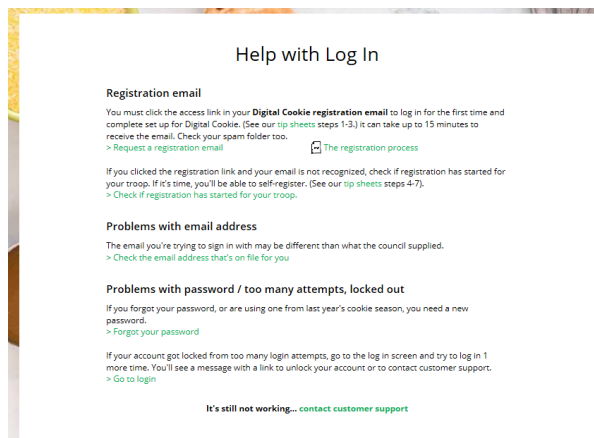 Help with Log In
Registration email
You must click the access link in your Digital Cookie registration email to log in for the first time and
complete set up for Digital Cookie. (See our tip sheets steps 1-3.) it can take up to 15 minutes to
receive the email. Check your spam folder too.
> Request a registration email The registration process
If you clicked the registration link and your email is not recognized, check if registration has started for
your troop. If it's time, you'll be able to self-register. (See our tip sheets steps 4-7).
> Check if registration has started for your troop.
Problems with email address
The email you're trying to sign in with may be different than what the council supplied.
> Check the email address that's on file for you
Problems with password / too many attempts, locked out
If you forgot your password, or are using one from last year's cookie season, you need a new
password.
> Forgot your password
If your account got locked from too many login attempts, go to the log in screen and try to log in 1
more time. You'll see a message with a link to unlock your account or to contact customer support.
> Go to login
It's still not working... contact customer support